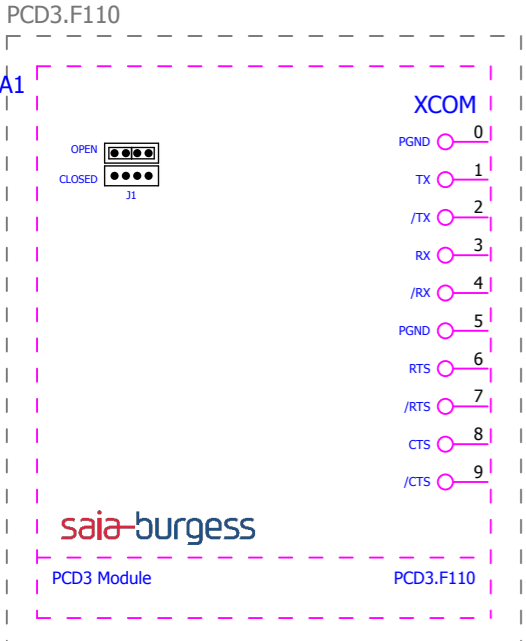 PCD3.F110
A1
XCOM
PGND 0
OPEN
TX 1
CLOSED
J1
/TX 2
RX 3
/RX 4
PGND 5
RTS 6
/RTS 7
CTS 8
/CTS 9
saia-burgess
PCD3 Module PCD3.F110